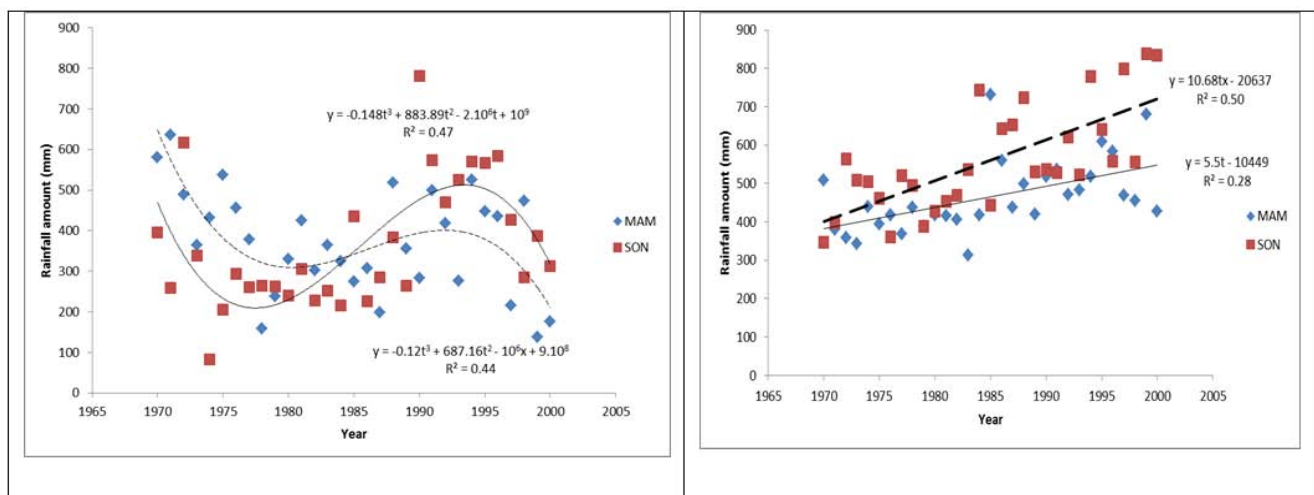 900
800
700
600
500
400
300
200
100
0
Rainfall amount (mm)
y = -0.148t³ + 883.89t² - 2.10⁶t + 10⁹
R² = 0.47
y = -0.12t³ + 687.16t² - 10⁶x + 9.10⁸
R² = 0.44
MAM
SON
1965 1970 1975 1980 1985 1990 1995 2000 2005
Year
900
800
700
600
500
400
300
200
100
0
Rainfall amount (mm)
y = 10.68tx - 20637
R² = 0.50
y = 5.5t - 10449
R² = 0.28
MAM
SON
1965 1970 1975 1980 1985 1990 1995 2000 2005
Year